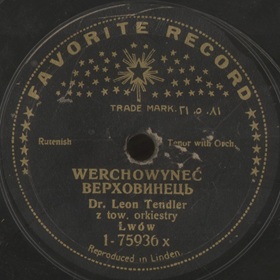 FAVORITE RECORD
TRADE MARK.
Rutenish
Tenor with Orch.
WERCHOWYNEĆ
ВЕРХОВИНЕЦЬ
Dr. Leon Tendler
z tow. orkiestry
Lwów
1-75936 x
Reproduced in Linden